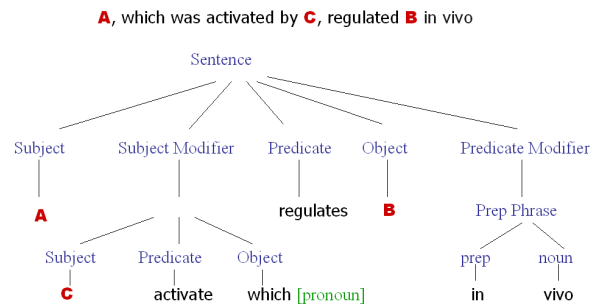 A, which was activated by C, regulated B in vivo
Sentence
Subject Subject Modifier Predicate Object Predicate Modifier
A regulates B Prep Phrase
Subject Predicate Object prep noun
C activate which [pronoun] in vivo